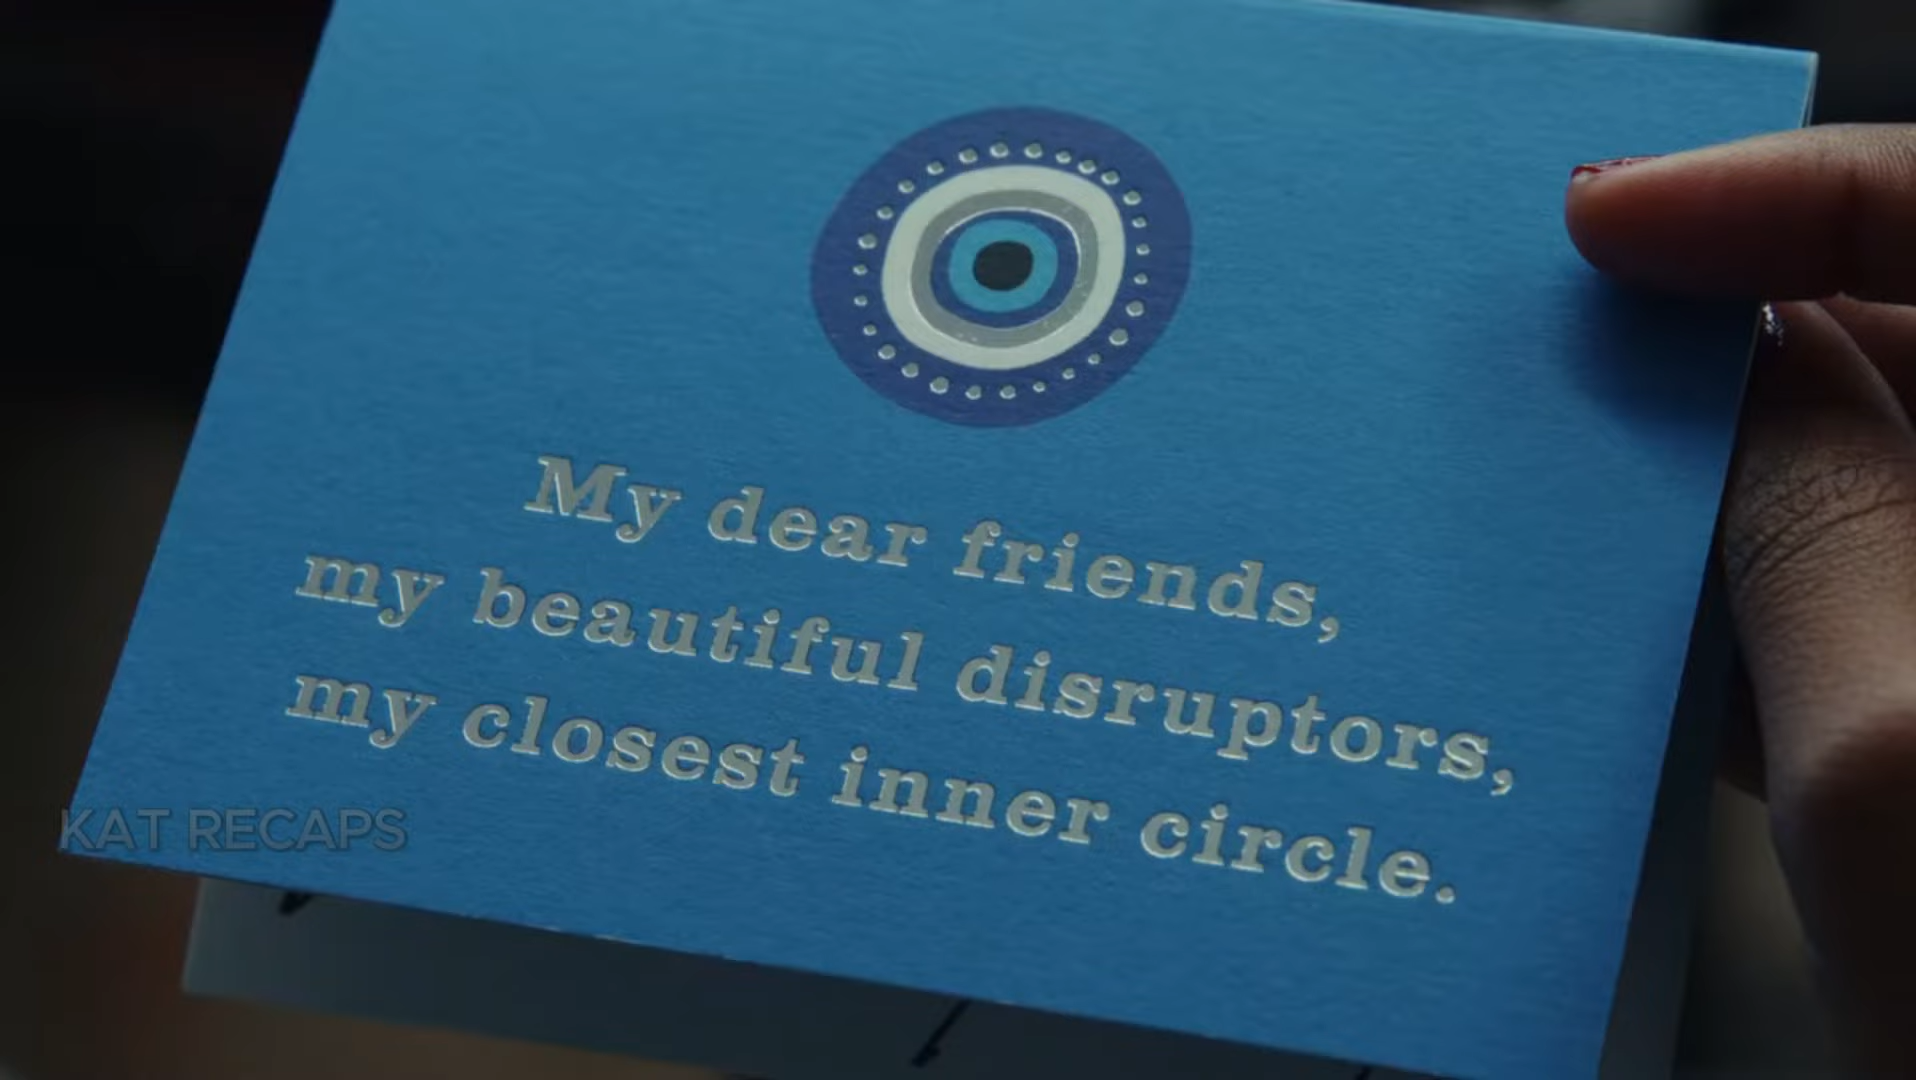 My dear friends,
my beautiful disruptors,
my closest inner circle.
KAT RECAPS